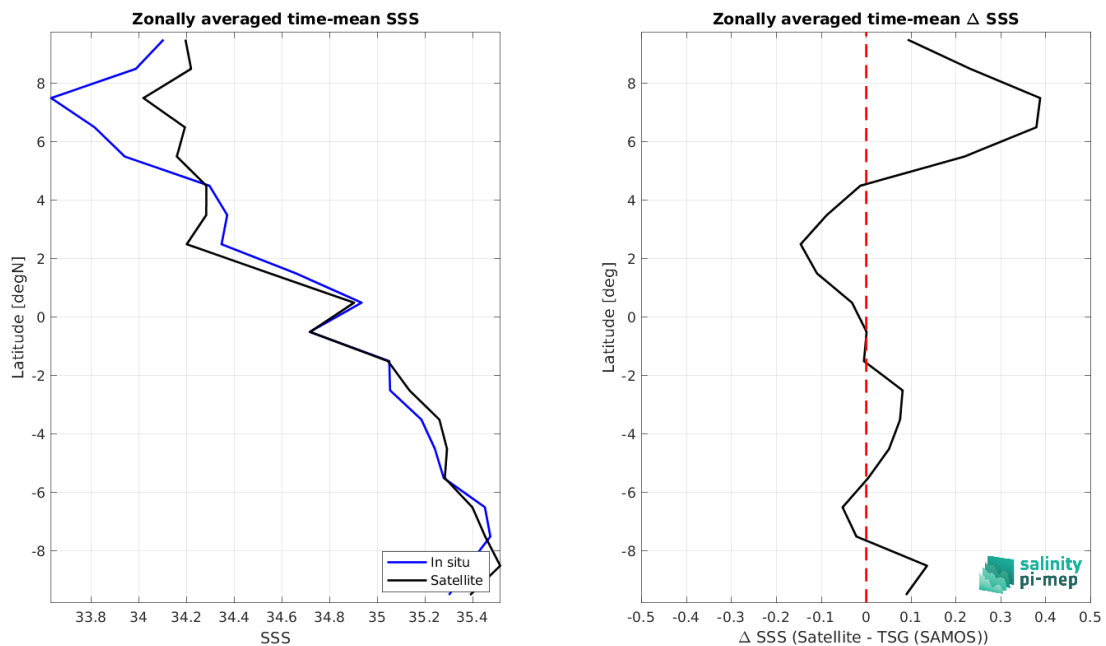 Zonally averaged time-mean SSS
8
6
4
2
0
-2
-4
-6
-8
Latitude [degN]
33.8 34 34.2 34.4 34.6 34.8 35 35.2 35.4
SSS
In situ
Satellite
Zonally averaged time-mean Δ SSS
8
6
4
2
0
-2
-4
-6
-8
Latitude [deg]
-0.5 -0.4 -0.3 -0.2 -0.1 0 0.1 0.2 0.3 0.4 0.5
Δ SSS (Satellite - TSG (SAMOS))
salinity
pi-mep